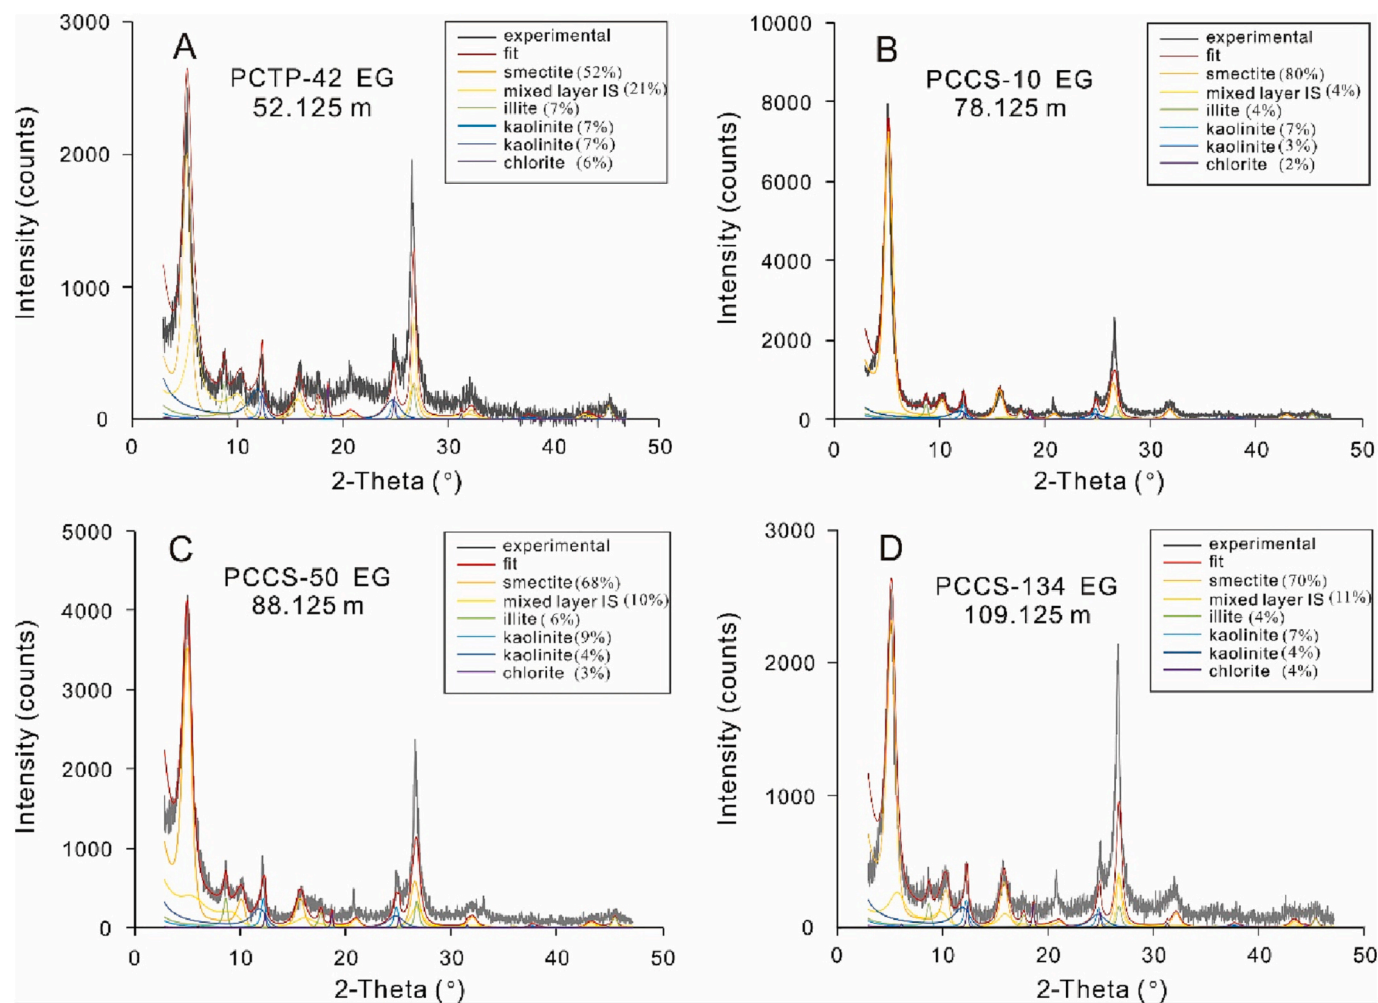 A
PCTP-42 EG
52.125 m
experimental
fit
smectite (52%)
mixed layer IS (21%)
illite (7%)
kaolinite (7%)
kaolinite (7%)
chlorite (6%)
Intensity (counts)
3000
2000
1000
0
0 10 20 30 40 50
2-Theta (°)
B
PCCS-10 EG
78.125 m
experimental
fit
smectite (80%)
mixed layer IS (4%)
illite (4%)
kaolinite (7%)
kaolinite (3%)
chlorite (2%)
Intensity (counts)
10000
8000
6000
4000
2000
0
0 10 20 30 40 50
2-Theta (°)
C
PCCS-50 EG
88.125 m
experimental
fit
smectite (68%)
mixed layer IS (10%)
illite ( 6%)
kaolinite (9%)
kaolinite (4%)
chlorite (3%)
Intensity (counts)
5000
4000
3000
2000
1000
0
0 10 20 30 40 50
2-Theta (°)
D
PCCS-134 EG
109.125 m
experimental
fit
smectite (70%)
mixed layer IS (11%)
illite (4%)
kaolinite (7%)
kaolinite (4%)
chlorite (4%)
Intensity (counts)
3000
2000
1000
0
0 10 20 30 40 50
2-Theta (°)